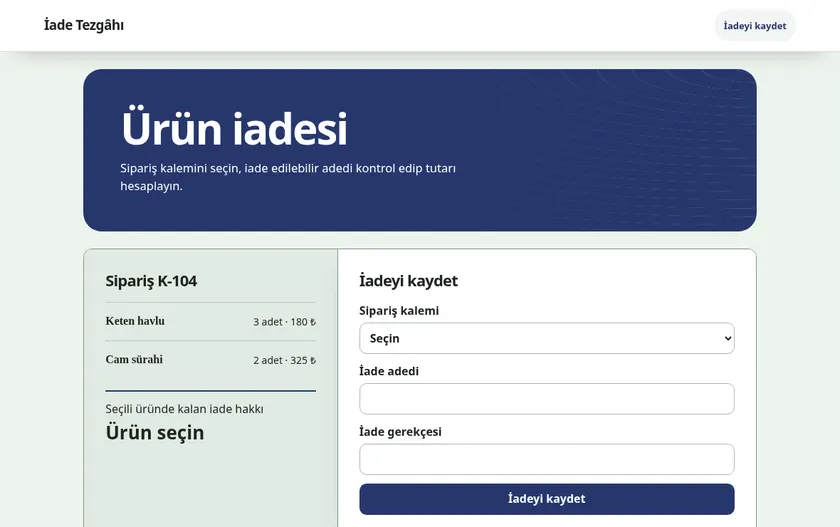 İade Tezgâhı
İadeyi kaydet
Ürün iadesi
Sipariş kalemini seçin, iade edilebilir adedi kontrol edip tutarı
hesaplayın.
Sipariş K-104
Keten havlu 3 adet · 180 ₺
Cam sürahi 2 adet · 325 ₺
Seçili üründe kalan iade hakkı
Ürün seçin
İadeyi kaydet
Sipariş kalemi
Seçin
İade adedi
İade gerekçesi
İadeyi kaydet